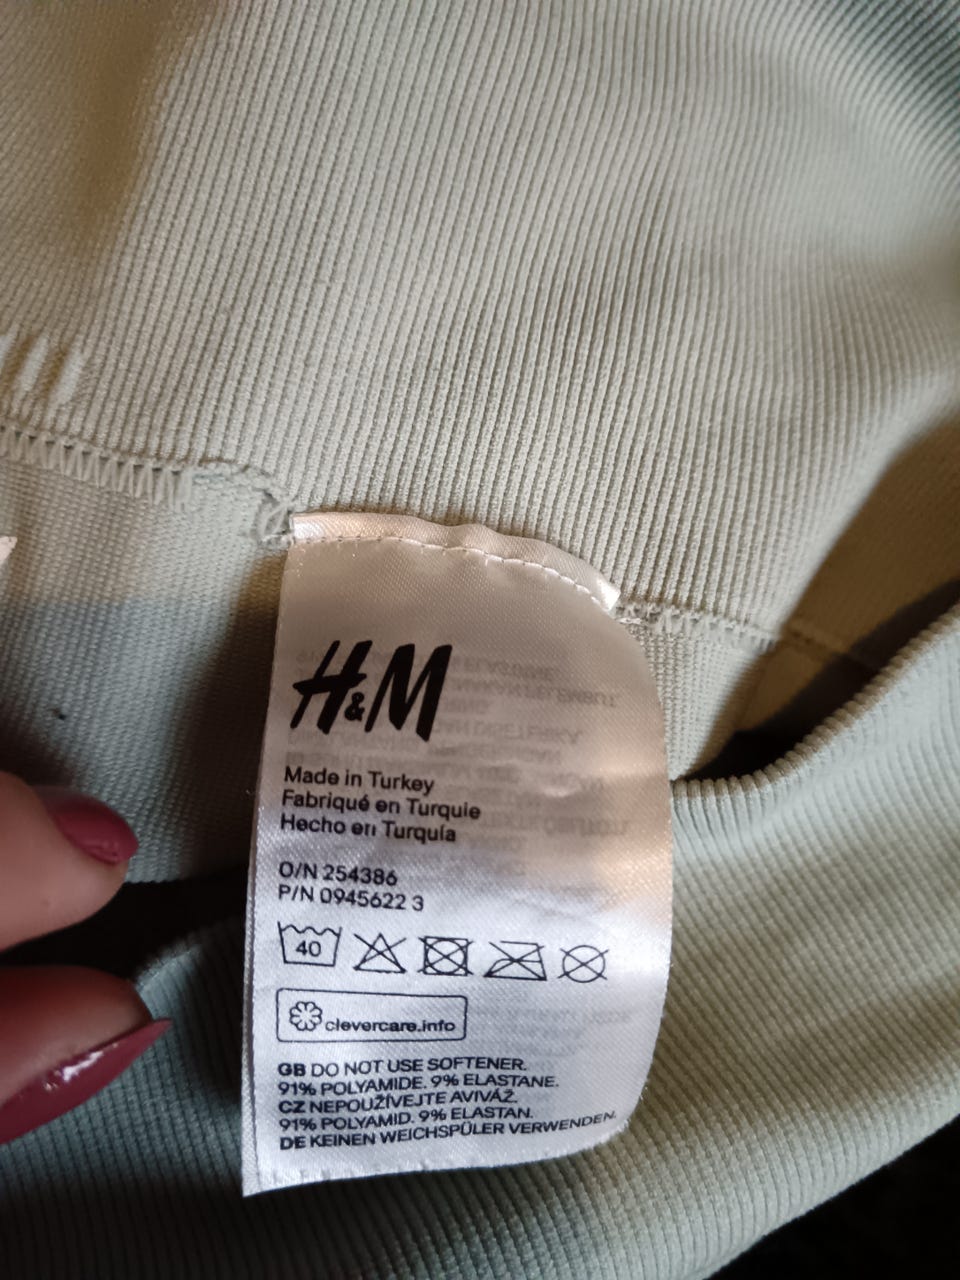 H&M
Made in Turkey
Fabriqué en Turquie
Hecho en Turquía
O/N 254386
P/N 0945622 3
40
clevercare.info
GB DO NOT USE SOFTENER.
91% POLYAMIDE. 9% ELASTANE.
CZ NEPOUŽÍVEJTE AVIVÁŽ.
91% POLYAMID. 9% ELASTAN.
DE KEINEN WEICHSPÜLER VERWENDEN.